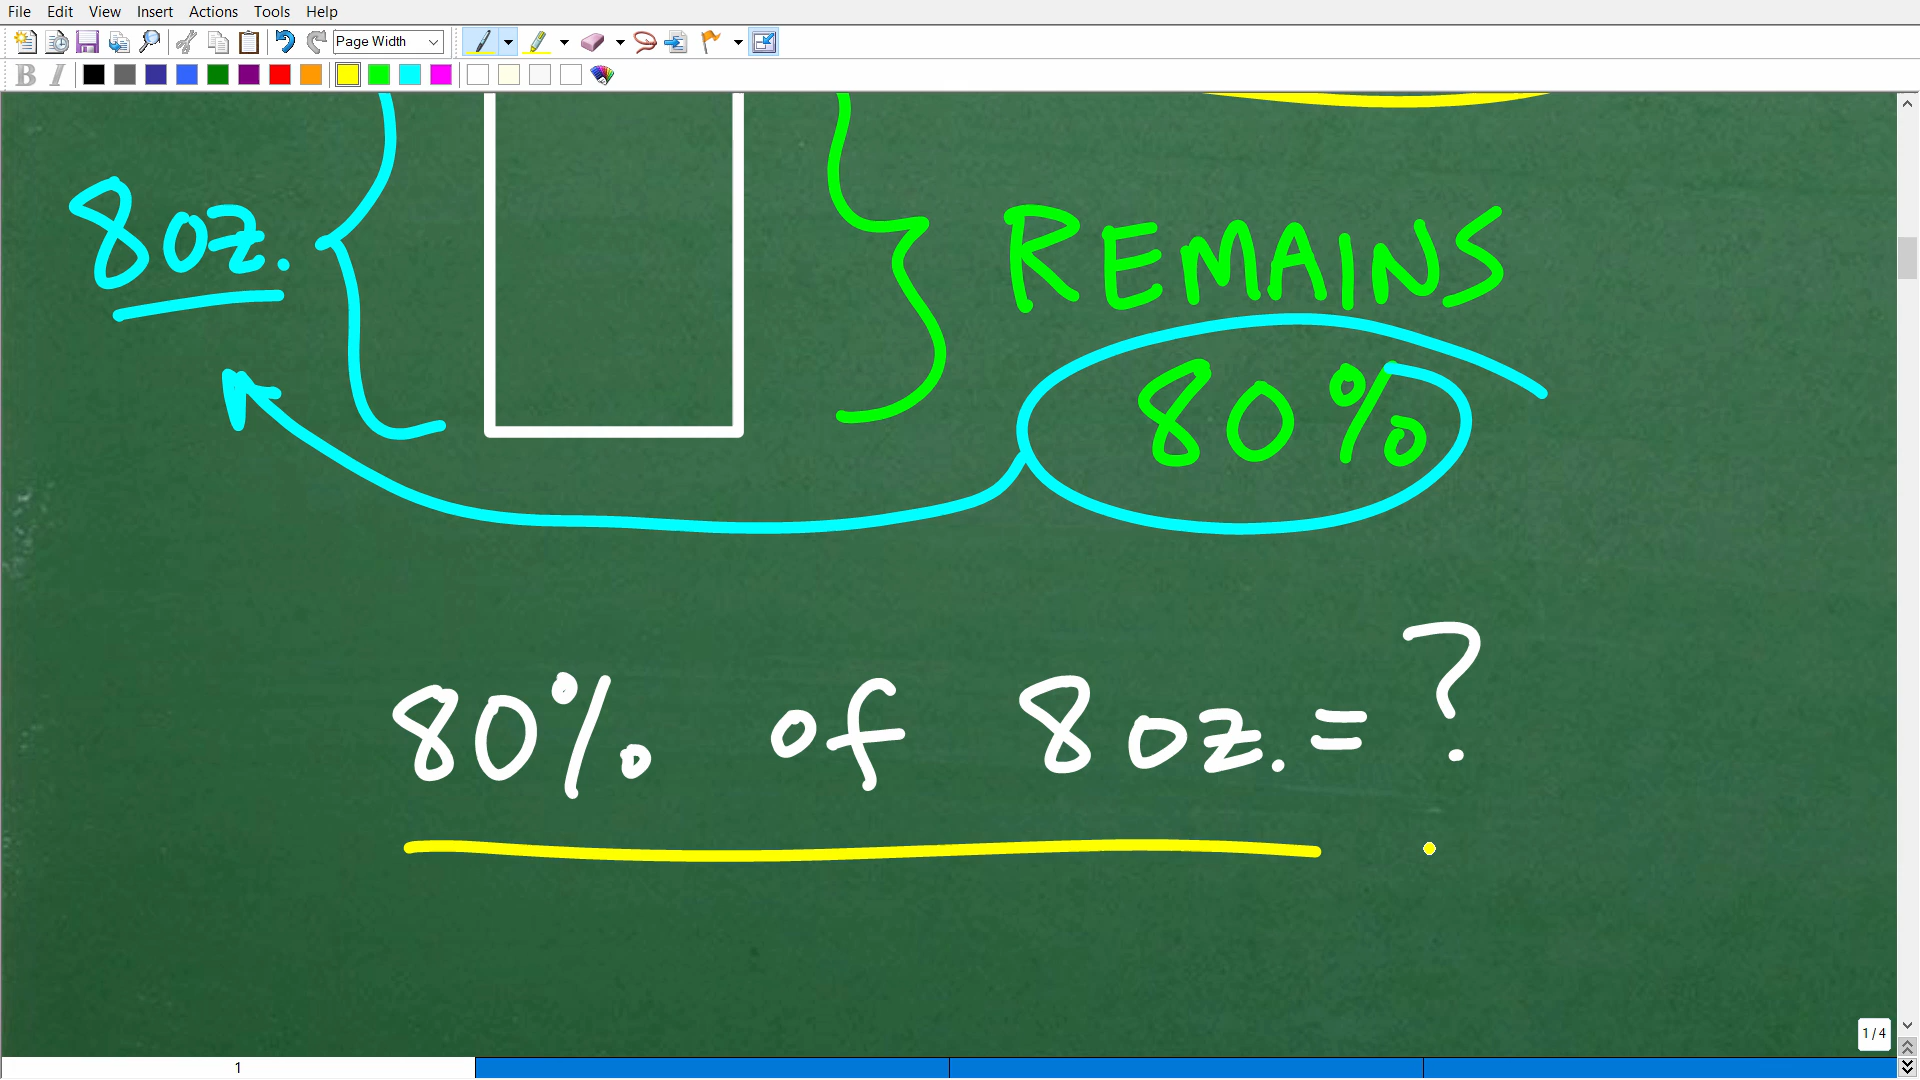 File Edit View Insert Actions Tools Help
Page Width
B I
8oz.
REMAINS
80%
80% of 8oz. = ?
1 / 4
1